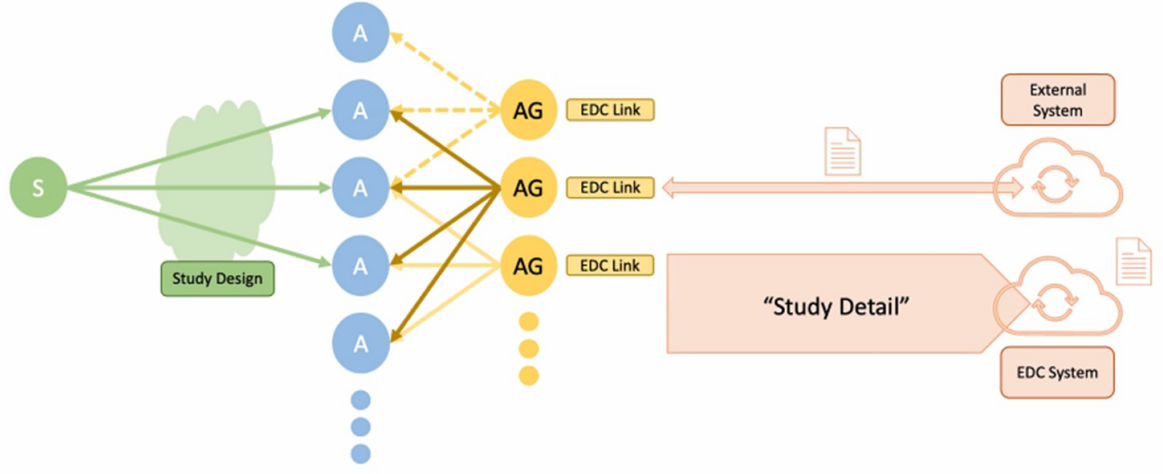 A
A
AG
EDC Link
External
System
S
A
AG
EDC Link
A
AG
EDC Link
Study Design
"Study Detail"
A
EDC System